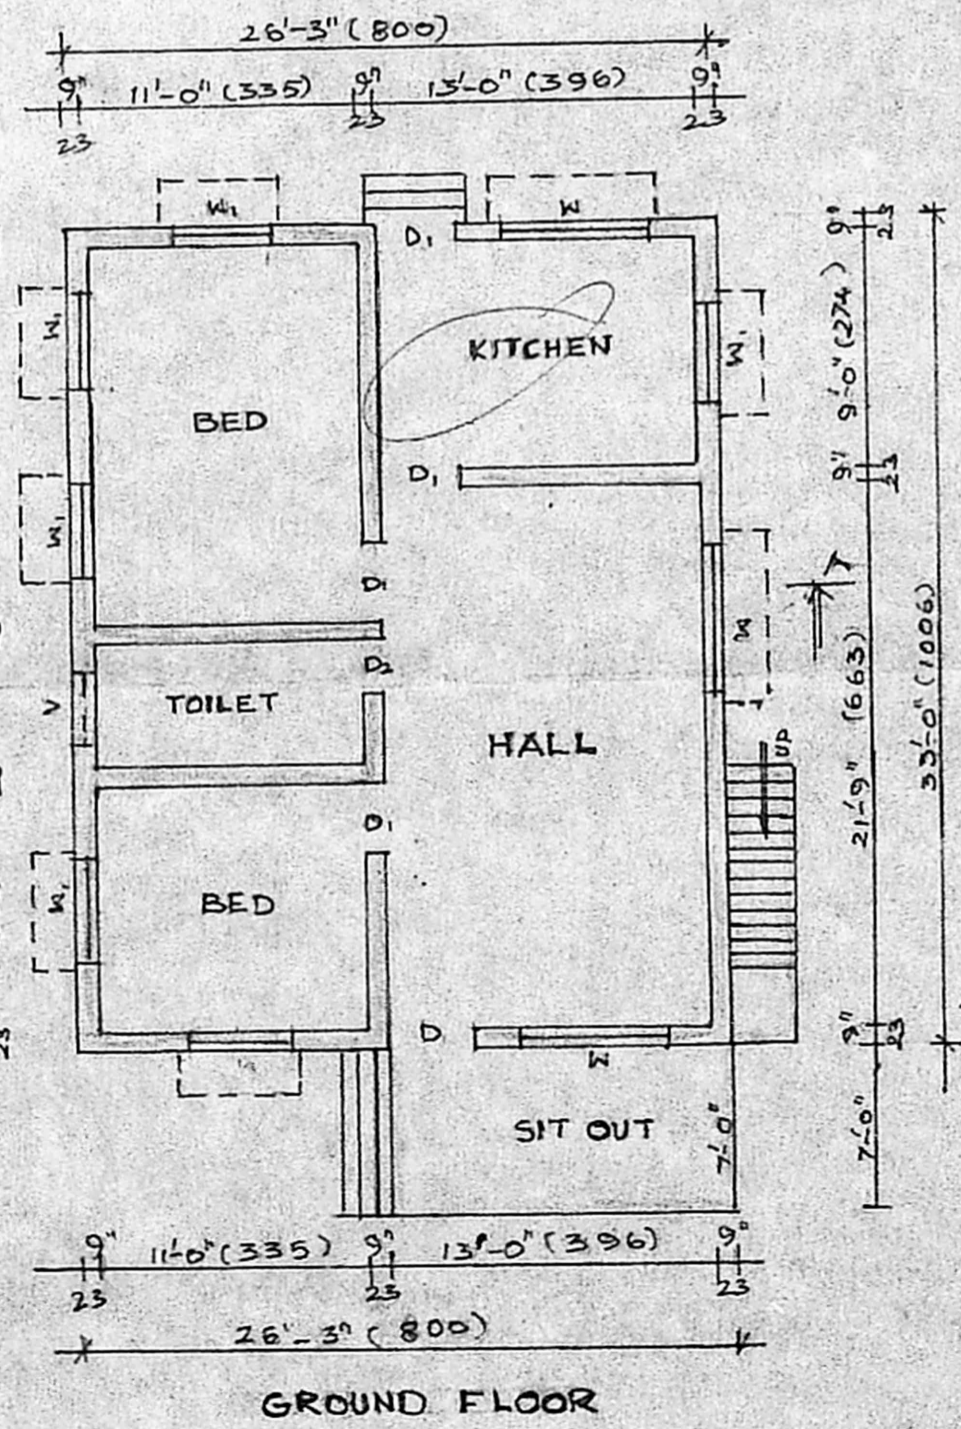 26'-3" (800)
9" 11'-0" (335) 9" 13'-0" (396) 9"
23 23 23
W1 W
D1
9" 23
W1 KITCHEN W1 9'-0" (274)
BED
D1 9" 23
W1
D1
33'-0" (1006)
W
D2
V TOILET 21'-9" (663)
HALL UP
D1
W1 BED
D 9" 23
W
23
SIT OUT 7'-0" 7'-0"
9" 11'-0" (335) 9" 13'-0" (396) 9"
23 23 23
26'-3" (800)
GROUND FLOOR